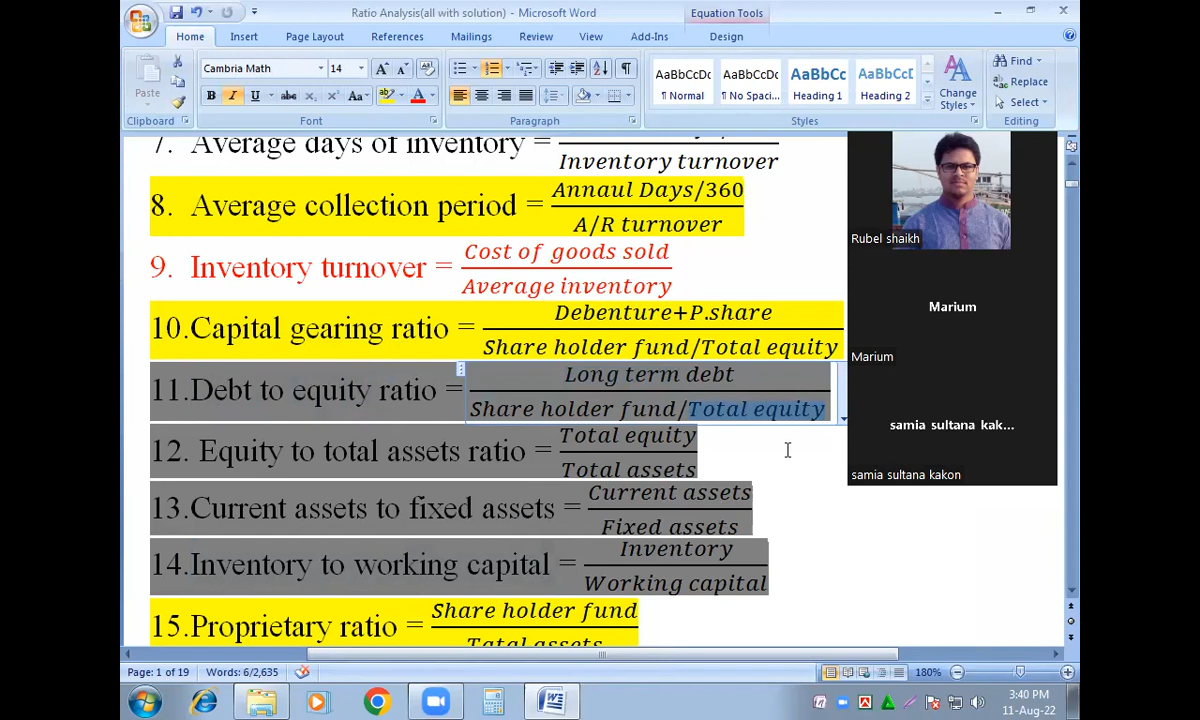 Ratio Analysis(all with solution) - Microsoft Word
Equation Tools
Home Insert Page Layout References Mailings Review View Add-Ins Design
Cambria Math 14
Find
Replace
Select
Paste
AaBbCcDc AaBbCcDc AaBbC AaBbCc
¶ Normal ¶ No Spaci... Heading 1 Heading 2
Change Styles
Clipboard Font Paragraph Styles Editing
7. Average days of inventory =
Inventory turnover
8. Average collection period = Annaul Days/360
A/R turnover
9. Inventory turnover = Cost of goods sold
Average inventory
10.Capital gearing ratio = Debenture+P.share
Share holder fund/Total equity
11.Debt to equity ratio = Long term debt
Share holder fund/Total equity
12. Equity to total assets ratio = Total equity
Total assets
13.Current assets to fixed assets = Current assets
Fixed assets
14.Inventory to working capital = Inventory
Working capital
15.Proprietary ratio = Share holder fund
Tatal assets
Rubel shaikh
Marium
Marium
samia sultana kak...
samia sultana kakon
Page: 1 of 19 Words: 6/2,635 180%
3:40 PM
11-Aug-22